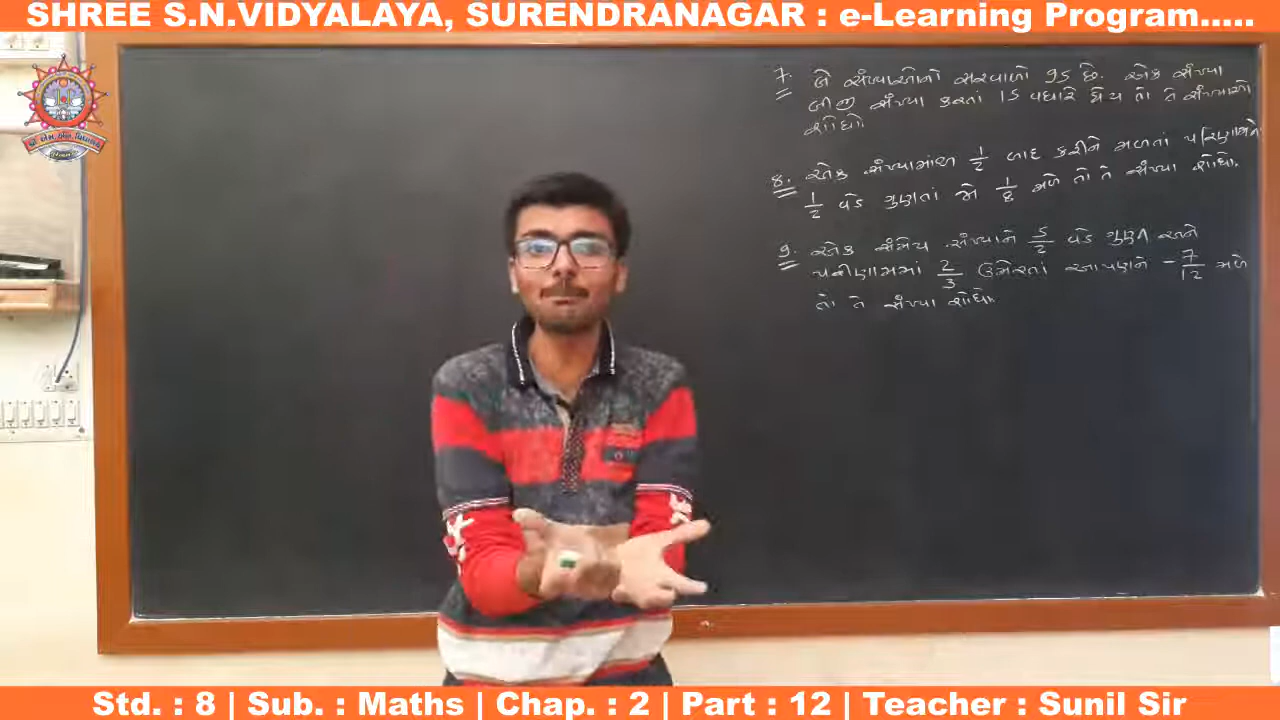 SHREE S.N.VIDYALAYA, SURENDRANAGAR : e-Learning Program.....
7. બે સંખ્યાઓનો સરવાળો 95 છે. એક સંખ્યા
બીજી સંખ્યા કરતાં 15 વધારે હોય તો તે સંખ્યાઓ
શોધો.
8. એક સંખ્યામાંથી 1/2 બાદ કરીને મળતાં પરિણામને
1/2 વડે ગુણતાં જો 1/8 મળે તો તે સંખ્યા શોધો.
9. એક સંમેય સંખ્યાને 5/2 વડે ગુણી અને
પરીણામમાં 2/3 ઉમેરતાં આપણને -7/12 મળે
તો તે સંખ્યા શોધો.
Std. : 8 | Sub. : Maths | Chap. : 2 | Part : 12 | Teacher : Sunil Sir